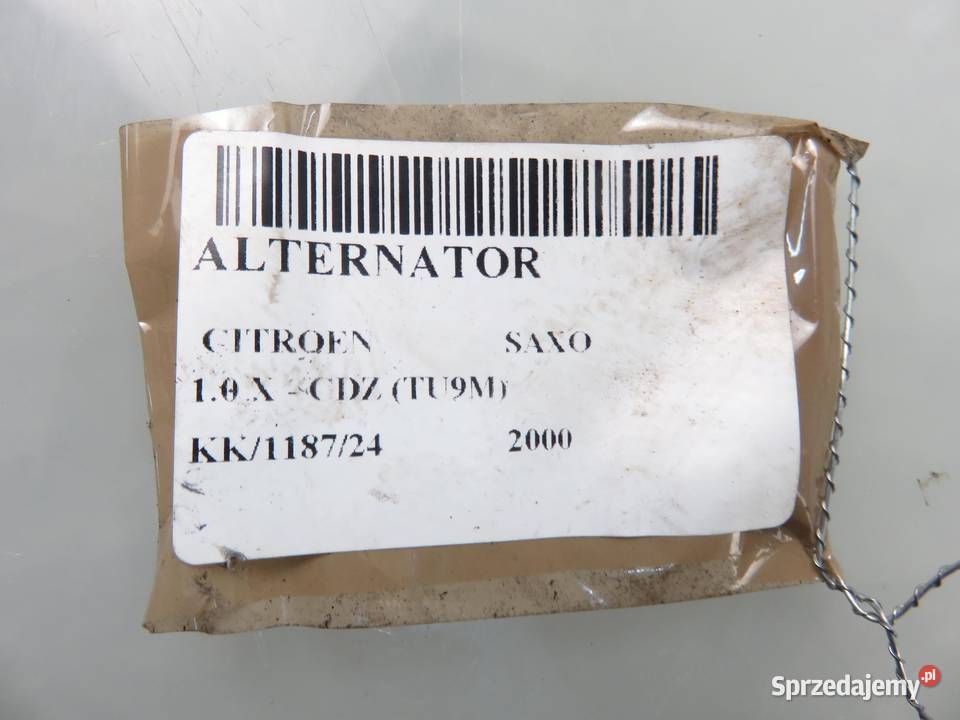 ALTERNATOR
CITROEN SAXO
1.0 X - CDZ (TU9M)
KK/1187/24 2000
Sprzedajemy.pl